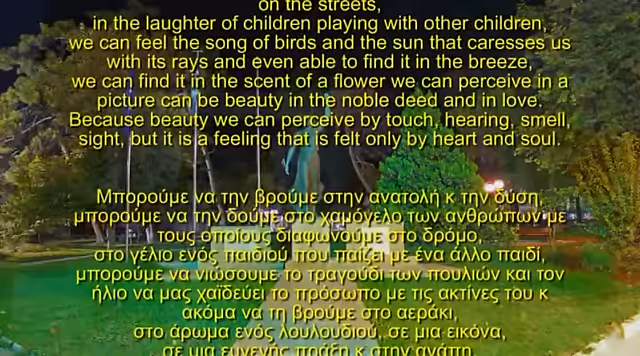 on the streets,
in the laughter of children playing with other children,
we can feel the song of birds and the sun that caresses us
with its rays and even able to find it in the breeze,
we can find it in the scent of a flower we can perceive in a
picture can be beauty in the noble deed and in love.
Because beauty we can perceive by touch, hearing, smell,
sight, but it is a feeling that is felt only by heart and soul.
Μπορούμε να την βρούμε στην ανατολή κ την δύση,
μπορούμε να την δούμε στο χαμόγελο των ανθρώπων με
τους οποίους διαφωνούμε στο δρόμο,
στο γέλιο ενός παιδιού που παίζει με ένα άλλο παιδί,
μπορούμε να νιώσουμε το τραγούδι των πουλιών και τον
ήλιο να μας χαϊδεύει το πρόσωπο με τις ακτίνες του κ
ακόμα να τη βρούμε στο αεράκι,
στο άρωμα ενός λουλουδιού, σε μια εικόνα,
σε μια ευγενής πράξη κ στην αγάπη.